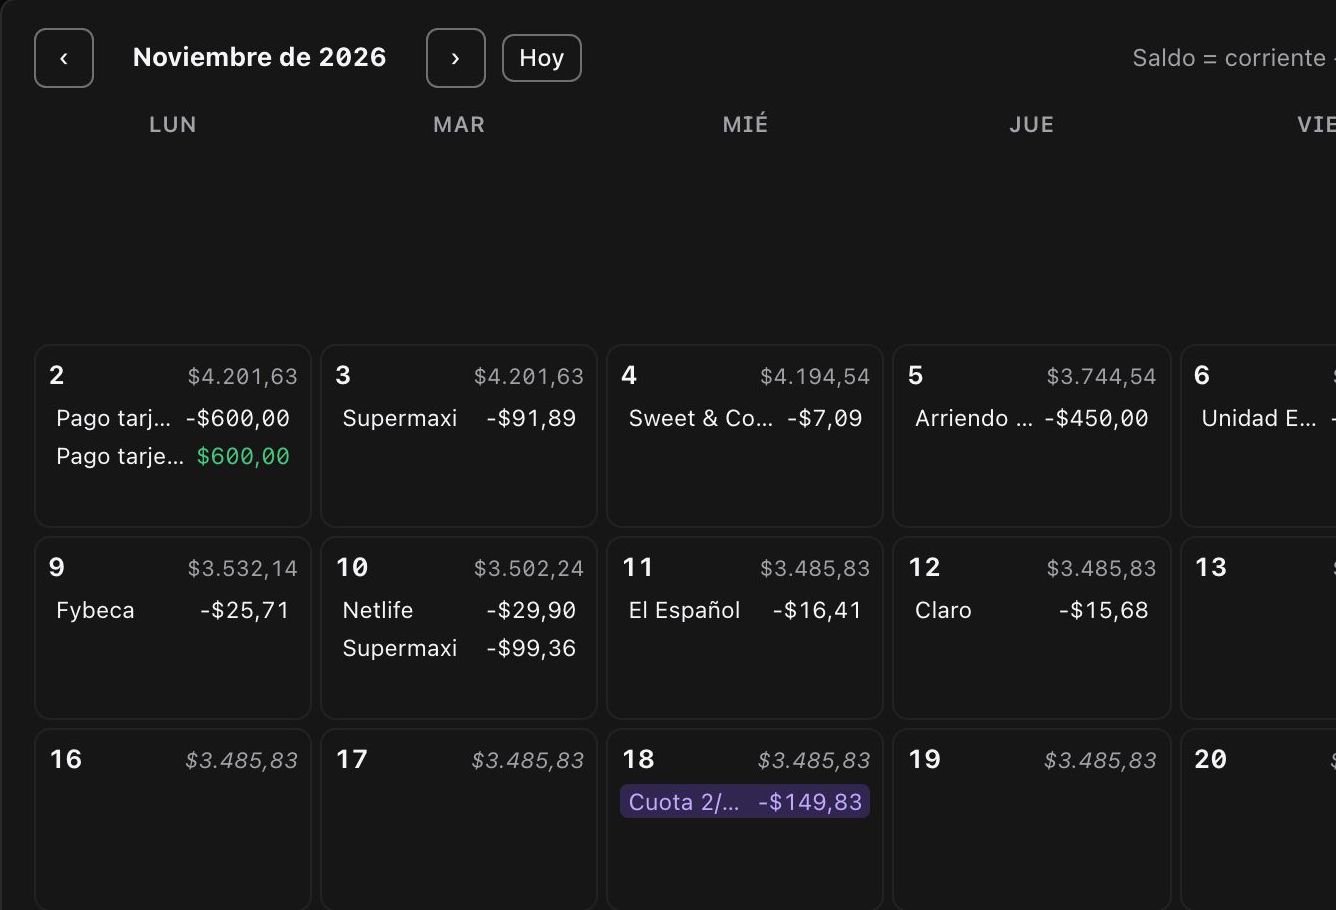 ‹ Noviembre de 2026 › Hoy Saldo = corriente
LUN MAR MIÉ JUE VIE
2 $4.201,63
Pago tarj... -$600,00
Pago tarje... $600,00
3 $4.201,63
Supermaxi -$91,89
4 $4.194,54
Sweet & Co... -$7,09
5 $3.744,54
Arriendo ... -$450,00
6
Unidad E...
9 $3.532,14
Fybeca -$25,71
10 $3.502,24
Netlife -$29,90
Supermaxi -$99,36
11 $3.485,83
El Español -$16,41
12 $3.485,83
Claro -$15,68
13
16 $3.485,83
17 $3.485,83
18 $3.485,83
Cuota 2/... -$149,83
19 $3.485,83
20